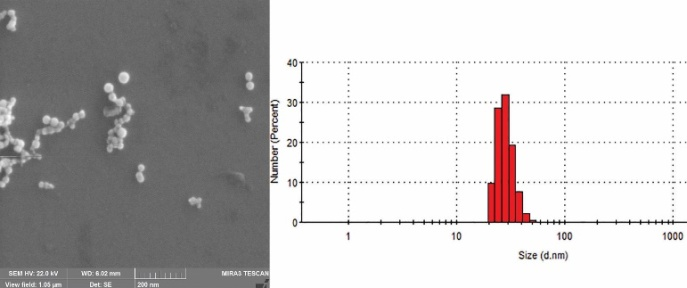 SEM HV: 22.0 kV WD: 6.02 mm MIRA3 TESCAN
View field: 1.05 µm Det: SE 200 nm
Number (Percent)
40
30
20
10
0
1 10 100 1000
Size (d.nm)